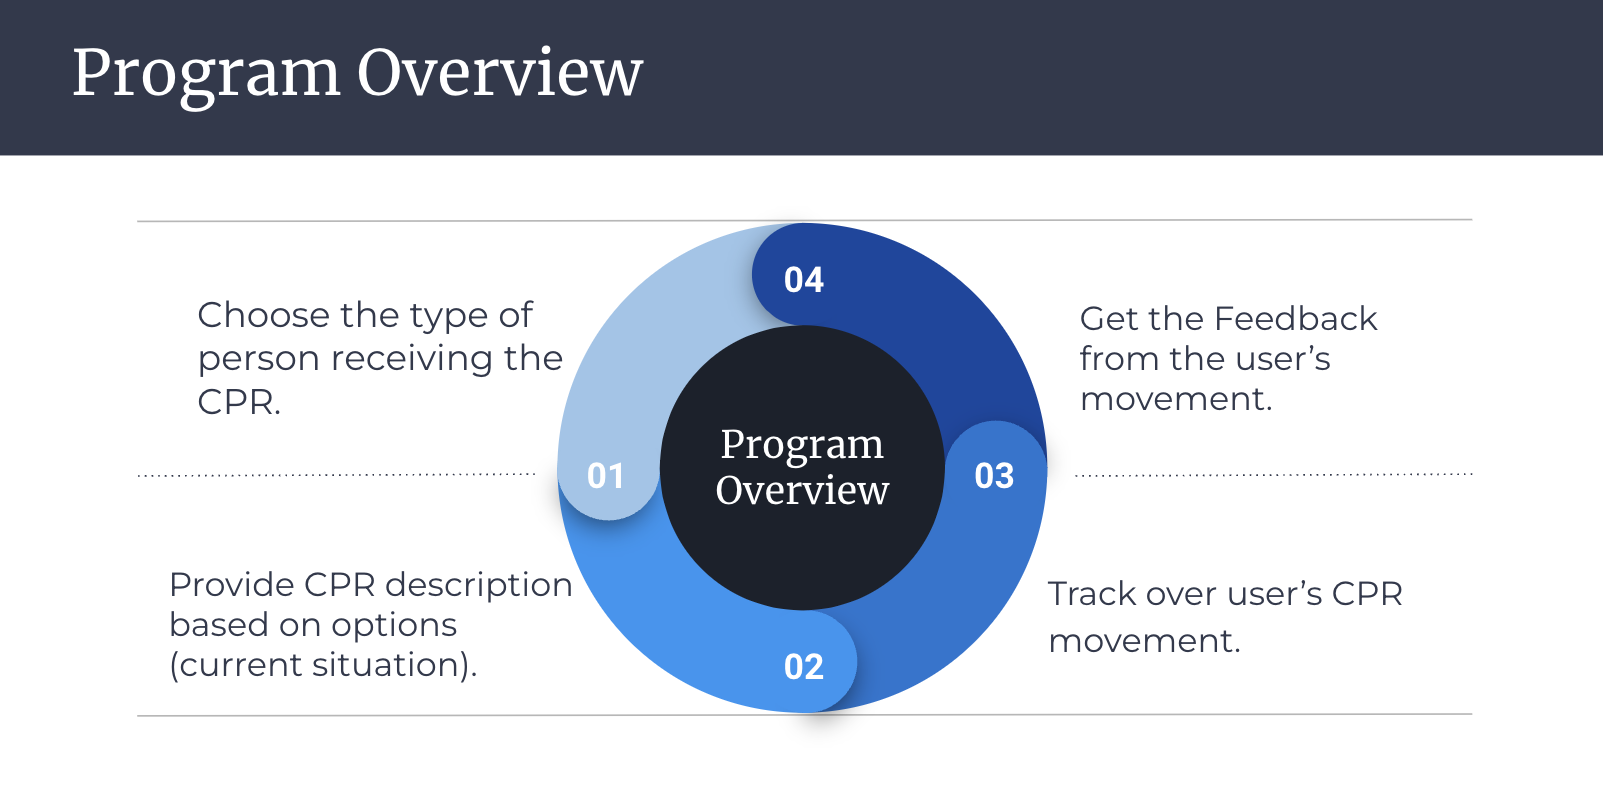 Program Overview
Choose the type of
person receiving the
CPR.
01
Provide CPR description
based on options
(current situation).
02
Program
Overview
04
Get the Feedback
from the user’s
movement.
03
Track over user’s CPR
movement.